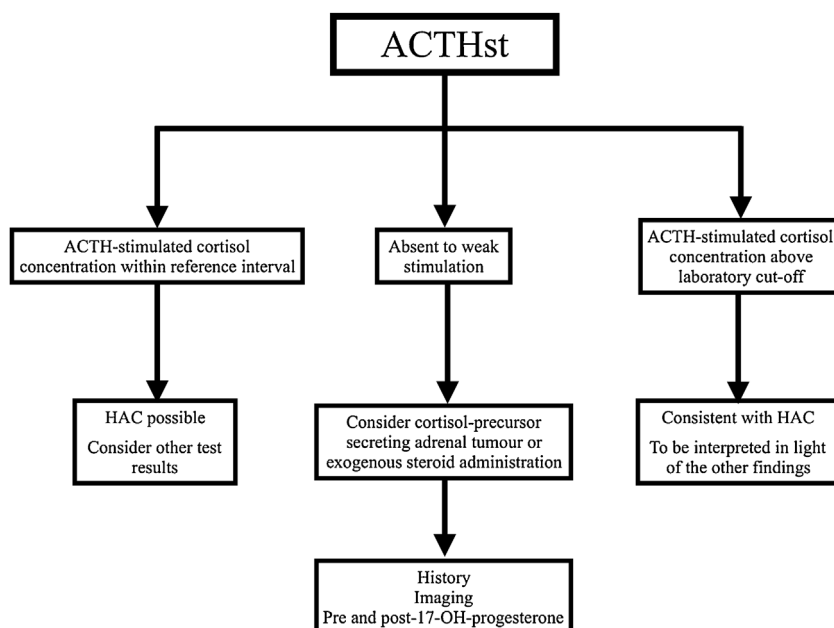 ACTHst
ACTH-stimulated cortisol
concentration within reference interval
Absent to weak
stimulation
ACTH-stimulated cortisol
concentration above
laboratory cut-off
HAC possible
Consider other test
results
Consider cortisol-precursor
secreting adrenal tumour or
exogenous steroid administration
Consistent with HAC
To be interpreted in light
of the other findings
History
Imaging
Pre and post-17-OH-progesterone